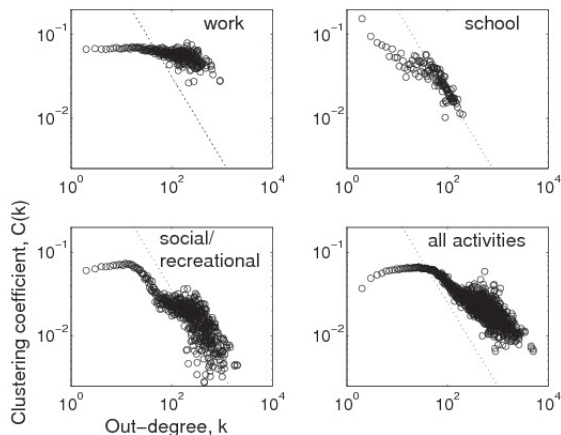 work
school
10^-1
10^-1
10^-2
10^-2
10^0
10^2
10^4
10^0
10^2
10^4
social/
recreational
all activities
10^-1
10^-1
10^-2
10^-2
10^0
10^2
10^4
10^0
10^2
10^4
Clustering coefficient, C(k)
Out-degree, k